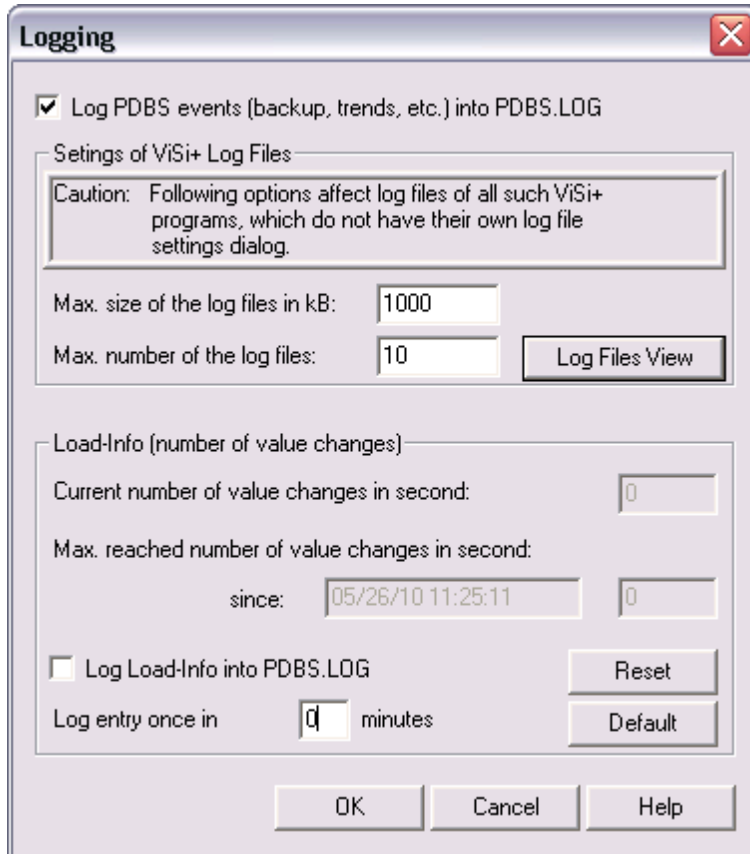 Logging
Log PDBS events (backup, trends, etc.) into PDBS.LOG
Setings of ViSi+ Log Files
Caution: Following options affect log files of all such ViSi+
programs, which do not have their own log file
settings dialog.
Max. size of the log files in kB: 1000
Max. number of the log files: 10 Log Files View
Load-Info (number of value changes)
Current number of value changes in second: 0
Max. reached number of value changes in second:
since: 05/26/10 11:25:11 0
Log Load-Info into PDBS.LOG Reset
Log entry once in 0 minutes Default
OK Cancel Help